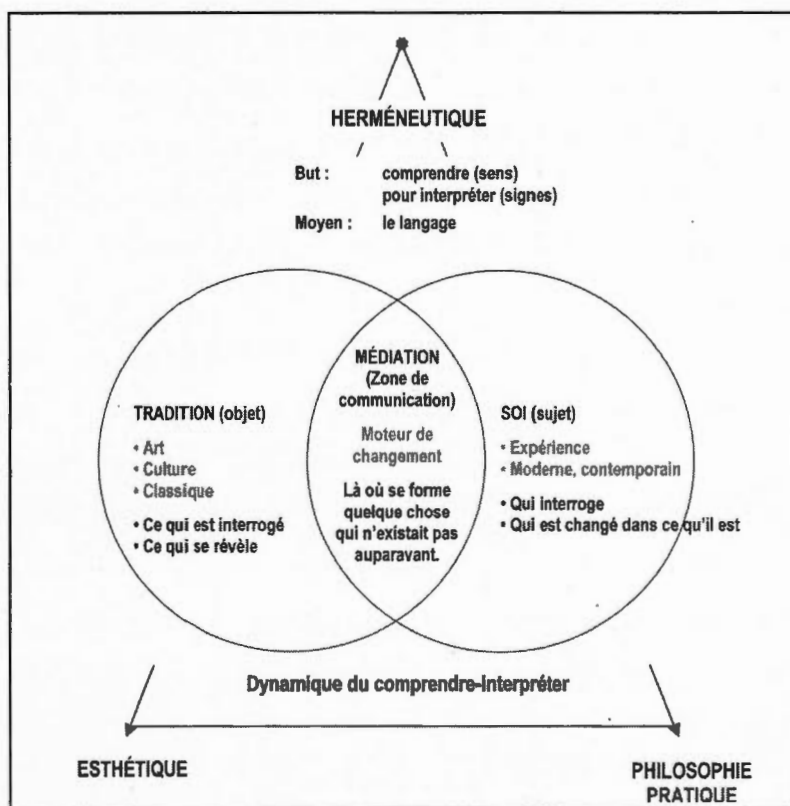 HERMÉNEUTIQUE
But : comprendre (sens)
pour interpréter (signes)
Moyen : le langage
MÉDIATION
(Zone de
communication)
Moteur de
changement
Là où se forme
quelque chose
qui n'existait pas
auparavant.
TRADITION (objet)
• Art
• Culture
• Classique
• Ce qui est interrogé
• Ce qui se révèle
SOI (sujet)
• Expérience
• Moderne, contemporain
• Qui interroge
• Qui est changé dans ce qu'il est
Dynamique du comprendre-interpréter
ESTHÉTIQUE
PHILOSOPHIE
PRATIQUE